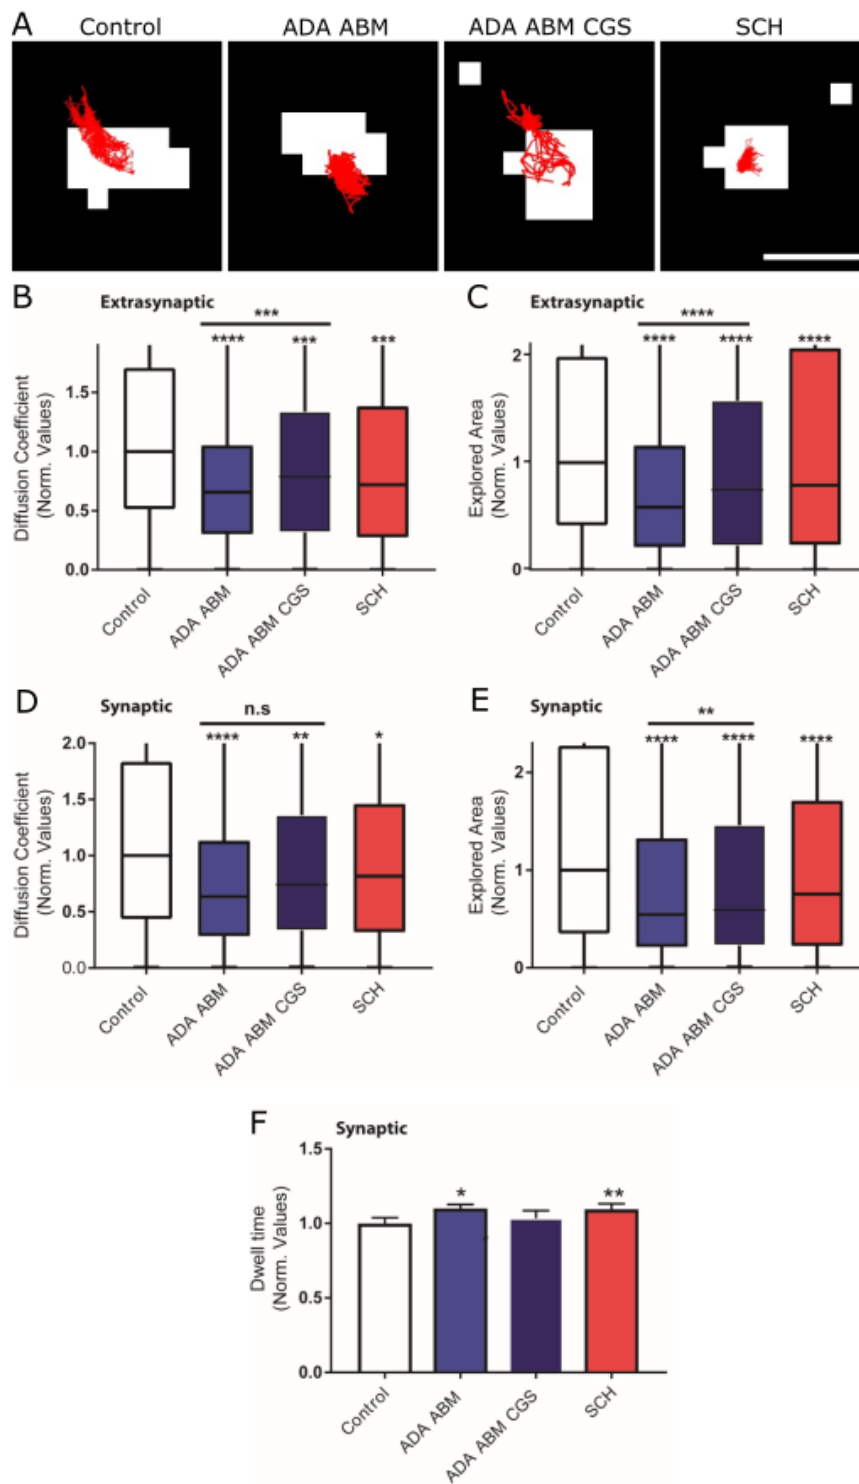 A
Control
ADA ABM
ADA ABM CGS
SCH
B
Extrasynaptic
***
****
***
***
Diffusion Coefficient
(Norm. Values)
1.5
1.0
0.5
0.0
Control
ADA ABM
ADA ABM CGS
SCH
C
Extrasynaptic
****
****
****
****
Explored Area
(Norm. Values)
2
1
0
Control
ADA ABM
ADA ABM CGS
SCH
D
Synaptic
n.s
****
**
*
Diffusion Coefficient
(Norm. Values)
2.0
1.5
1.0
0.5
0.0
Control
ADA ABM
ADA ABM CGS
SCH
E
Synaptic
**
****
****
****
Explored Area
(Norm. Values)
2
1
0
Control
ADA ABM
ADA ABM CGS
SCH
F
Synaptic
*
**
Dwell time
(Norm. Values)
1.5
1.0
0.5
0.0
Control
ADA ABM
ADA ABM CGS
SCH